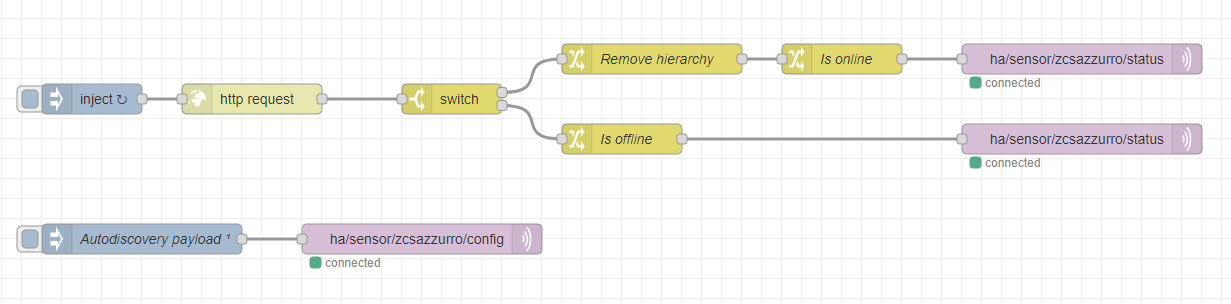 Remove hierarchy
Is online
ha/sensor/zcsazzurro/status
connected
inject ↻
http request
switch
Is offline
ha/sensor/zcsazzurro/status
connected
Autodiscovery payload ¹
ha/sensor/zcsazzurro/config
connected